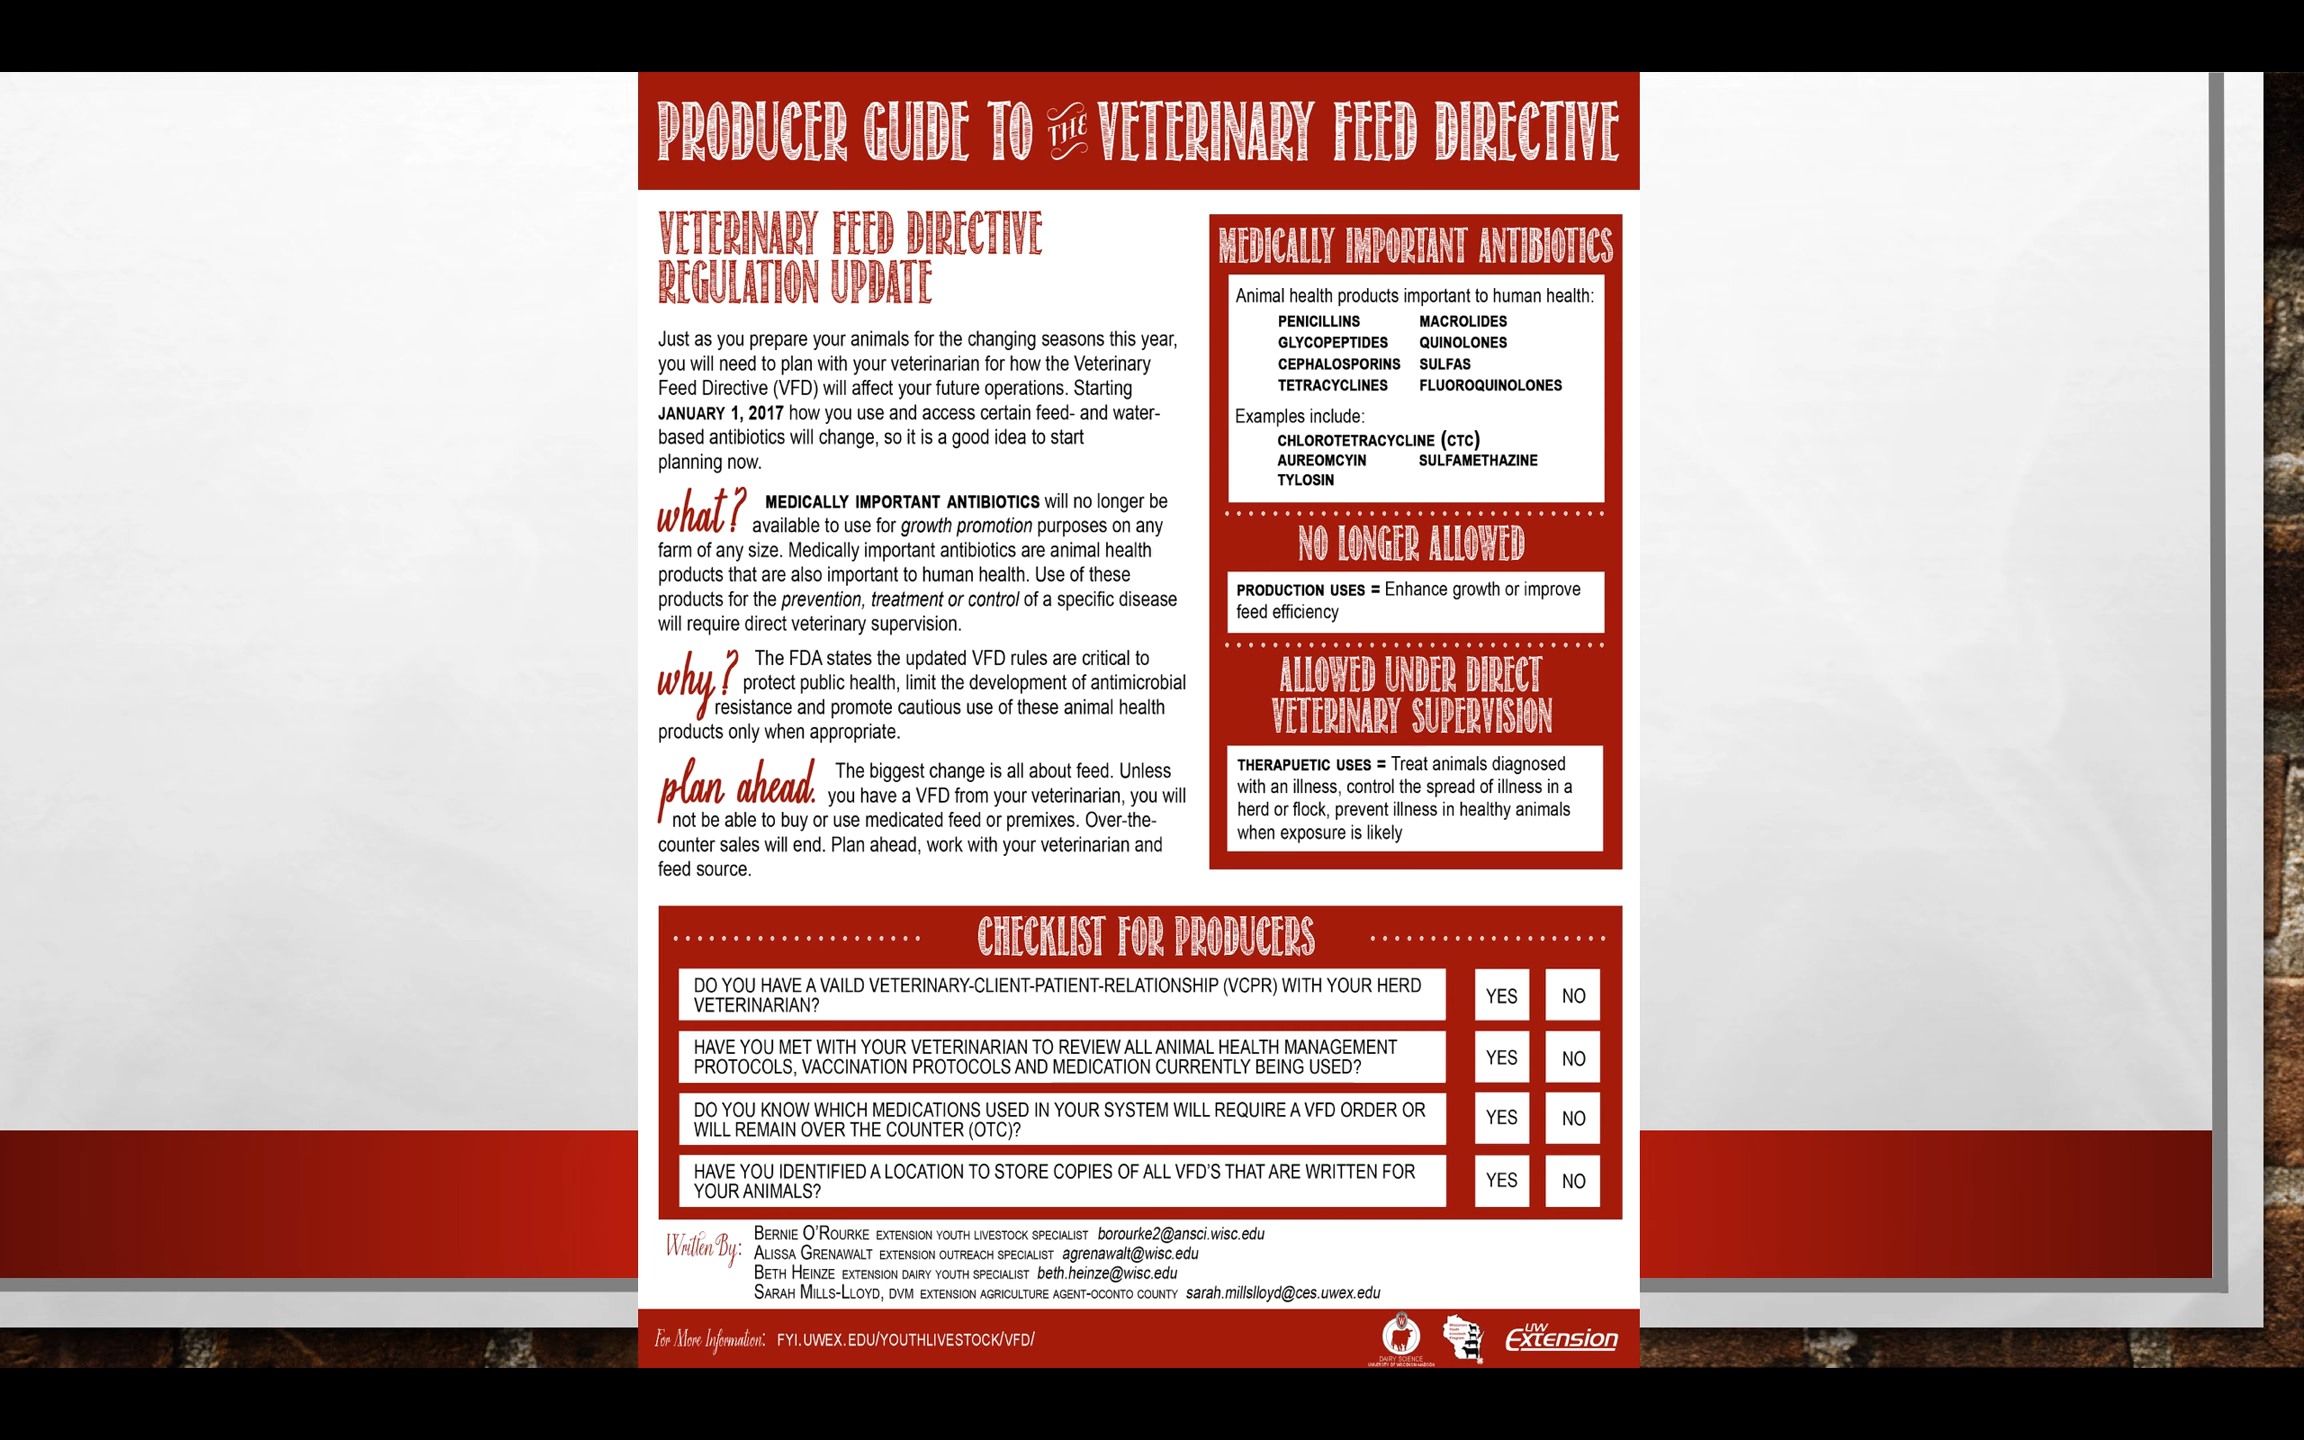 PRODUCER GUIDE TO THE VETERINARY FEED DIRECTIVE
VETERINARY FEED DIRECTIVE
REGULATION UPDATE
Just as you prepare your animals for the changing seasons this year,
you will need to plan with your veterinarian for how the Veterinary
Feed Directive (VFD) will affect your future operations. Starting
JANUARY 1, 2017 how you use and access certain feed- and water-
based antibiotics will change, so it is a good idea to start
planning now.
what? MEDICALLY IMPORTANT ANTIBIOTICS will no longer be
available to use for growth promotion purposes on any
farm of any size. Medically important antibiotics are animal health
products that are also important to human health. Use of these
products for the prevention, treatment or control of a specific disease
will require direct veterinary supervision.
why? The FDA states the updated VFD rules are critical to
protect public health, limit the development of antimicrobial
resistance and promote cautious use of these animal health
products only when appropriate.
plan ahead. The biggest change is all about feed. Unless
you have a VFD from your veterinarian, you will
not be able to buy or use medicated feed or premixes. Over-the-
counter sales will end. Plan ahead, work with your veterinarian and
feed source.
MEDICALLY IMPORTANT ANTIBIOTICS
Animal health products important to human health:
PENICILLINS MACROLIDES
GLYCOPEPTIDES QUINOLONES
CEPHALOSPORINS SULFAS
TETRACYCLINES FLUOROQUINOLONES
Examples include:
CHLOROTETRACYCLINE (CTC)
AUREOMCYIN SULFAMETHAZINE
TYLOSIN
NO LONGER ALLOWED
PRODUCTION USES = Enhance growth or improve
feed efficiency
ALLOWED UNDER DIRECT
VETERINARY SUPERVISION
THERAPUETIC USES = Treat animals diagnosed
with an illness, control the spread of illness in a
herd or flock, prevent illness in healthy animals
when exposure is likely
CHECKLIST FOR PRODUCERS
DO YOU HAVE A VAILD VETERINARY-CLIENT-PATIENT-RELATIONSHIP (VCPR) WITH YOUR HERD
VETERINARIAN?
YES NO
HAVE YOU MET WITH YOUR VETERINARIAN TO REVIEW ALL ANIMAL HEALTH MANAGEMENT
PROTOCOLS, VACCINATION PROTOCOLS AND MEDICATION CURRENTLY BEING USED?
YES NO
DO YOU KNOW WHICH MEDICATIONS USED IN YOUR SYSTEM WILL REQUIRE A VFD ORDER OR
WILL REMAIN OVER THE COUNTER (OTC)?
YES NO
HAVE YOU IDENTIFIED A LOCATION TO STORE COPIES OF ALL VFD'S THAT ARE WRITTEN FOR
YOUR ANIMALS?
YES NO
Written By:
BERNIE O'ROURKE EXTENSION YOUTH LIVESTOCK SPECIALIST borourke2@ansci.wisc.edu
ALISSA GRENAWALT EXTENSION OUTREACH SPECIALIST agrenawalt@wisc.edu
BETH HEINZE EXTENSION DAIRY YOUTH SPECIALIST beth.heinze@wisc.edu
SARAH MILLS-LLOYD, DVM EXTENSION AGRICULTURE AGENT-OCONTO COUNTY sarah.millslloyd@ces.uwex.edu
For More Information: FYI.UWEX.EDU/YOUTHLIVESTOCK/VFD/
W
DAIRY SCIENCE
UNIVERSITY OF WISCONSIN-MADISON
Wisconsin
Youth
Livestock
Program
UW
Extension